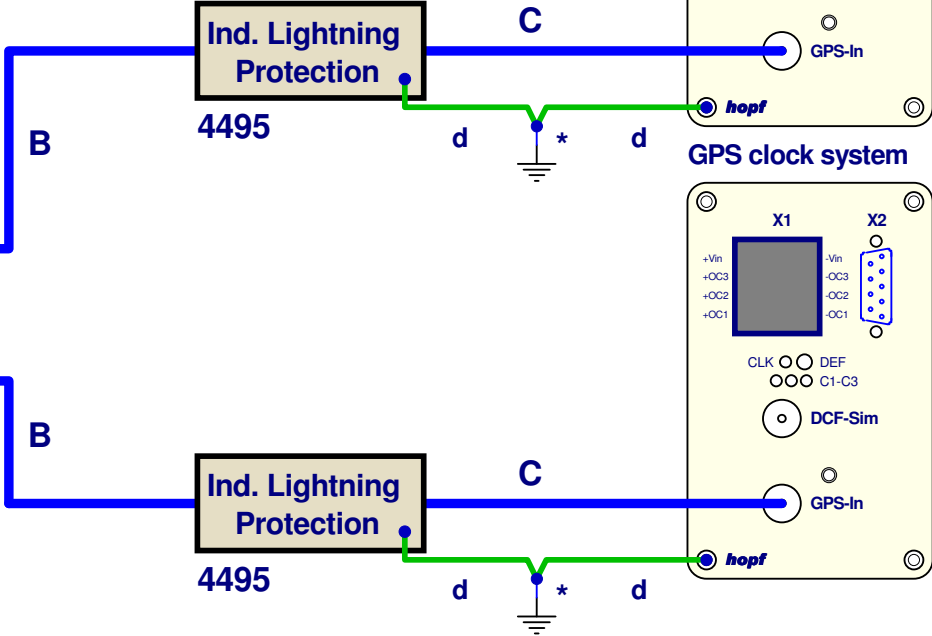 C
Ind. Lightning
Protection
GPS-In
4495
hopf
B
d
*
d
GPS clock system
X1
X2
+Vin
-Vin
+OC3
-OC3
+OC2
-OC2
+OC1
-OC1
CLK
DEF
C1-C3
DCF-Sim
B
C
Ind. Lightning
Protection
GPS-In
4495
hopf
d
*
d